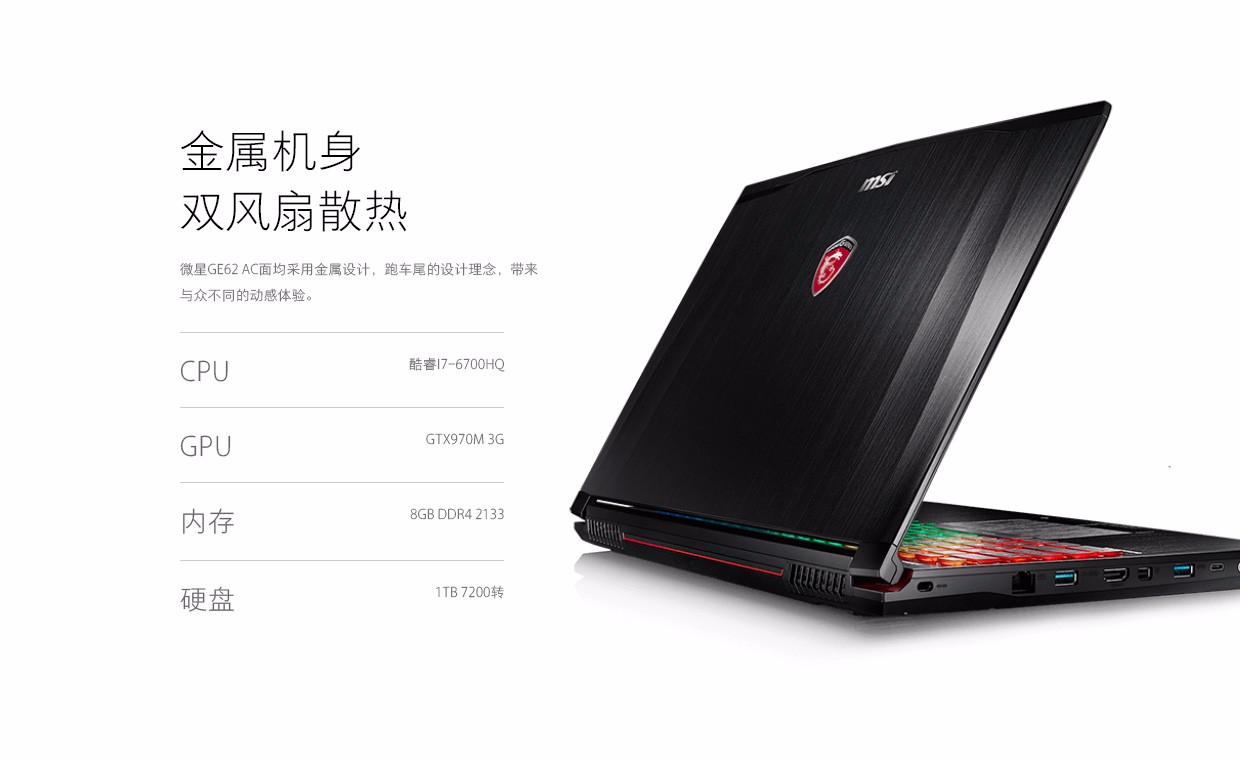 金属机身
双风扇散热
微星GE62 AC面均采用金属设计，跑车尾的设计理念，带来
与众不同的动感体验。
CPU
酷睿I7-6700HQ
GPU
GTX970M 3G
内存
8GB DDR4 2133
硬盘
1TB 7200转
msi